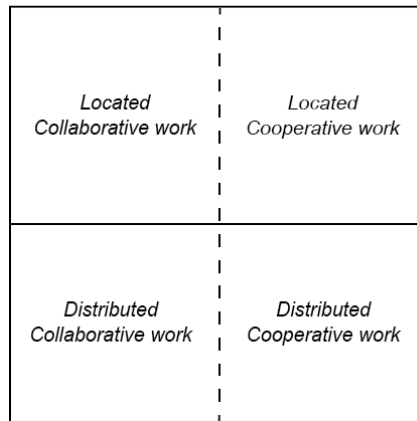 Located
Collaborative work
Located
Cooperative work
Distributed
Collaborative work
Distributed
Cooperative work